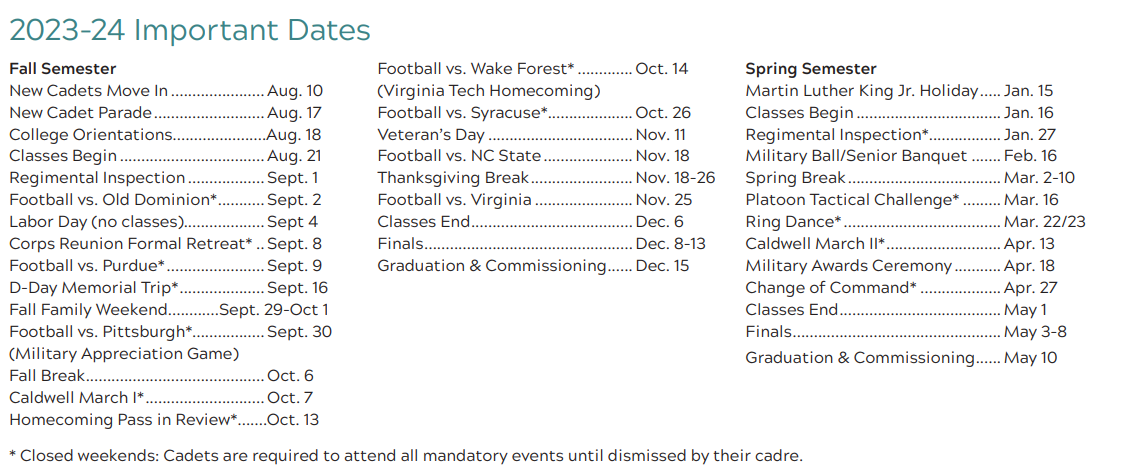 2023-24 Important Dates
Fall Semester
New Cadets Move In ...................... Aug. 10
New Cadet Parade .......................... Aug. 17
College Orientations......................Aug. 18
Classes Begin .................................. Aug. 21
Regimental Inspection .................. Sept. 1
Football vs. Old Dominion*........... Sept. 2
Labor Day (no classes)................... Sept 4
Corps Reunion Formal Retreat* .. Sept. 8
Football vs. Purdue* ....................... Sept. 9
D-Day Memorial Trip*.................... Sept. 16
Fall Family Weekend............Sept. 29-Oct 1
Football vs. Pittsburgh*................. Sept. 30
(Military Appreciation Game)
Fall Break.......................................... Oct. 6
Caldwell March I* ............................ Oct. 7
Homecoming Pass in Review*.......Oct. 13
Football vs. Wake Forest* ............. Oct. 14
(Virginia Tech Homecoming)
Football vs. Syracuse*.................... Oct. 26
Veteran's Day .................................. Nov. 11
Football vs. NC State ..................... Nov. 18
Thanksgiving Break........................ Nov. 18-26
Football vs. Virginia ....................... Nov. 25
Classes End...................................... Dec. 6
Finals................................................. Dec. 8-13
Graduation & Commissioning...... Dec. 15
Spring Semester
Martin Luther King Jr. Holiday..... Jan. 15
Classes Begin .................................. Jan. 16
Regimental Inspection*................. Jan. 27
Military Ball/Senior Banquet ....... Feb. 16
Spring Break .................................... Mar. 2-10
Platoon Tactical Challenge* ......... Mar. 16
Ring Dance* ..................................... Mar. 22/23
Caldwell March II*........................... Apr. 13
Military Awards Ceremony ........... Apr. 18
Change of Command* ................... Apr. 27
Classes End...................................... May 1
Finals................................................. May 3-8
Graduation & Commissioning...... May 10
* Closed weekends: Cadets are required to attend all mandatory events until dismissed by their cadre.